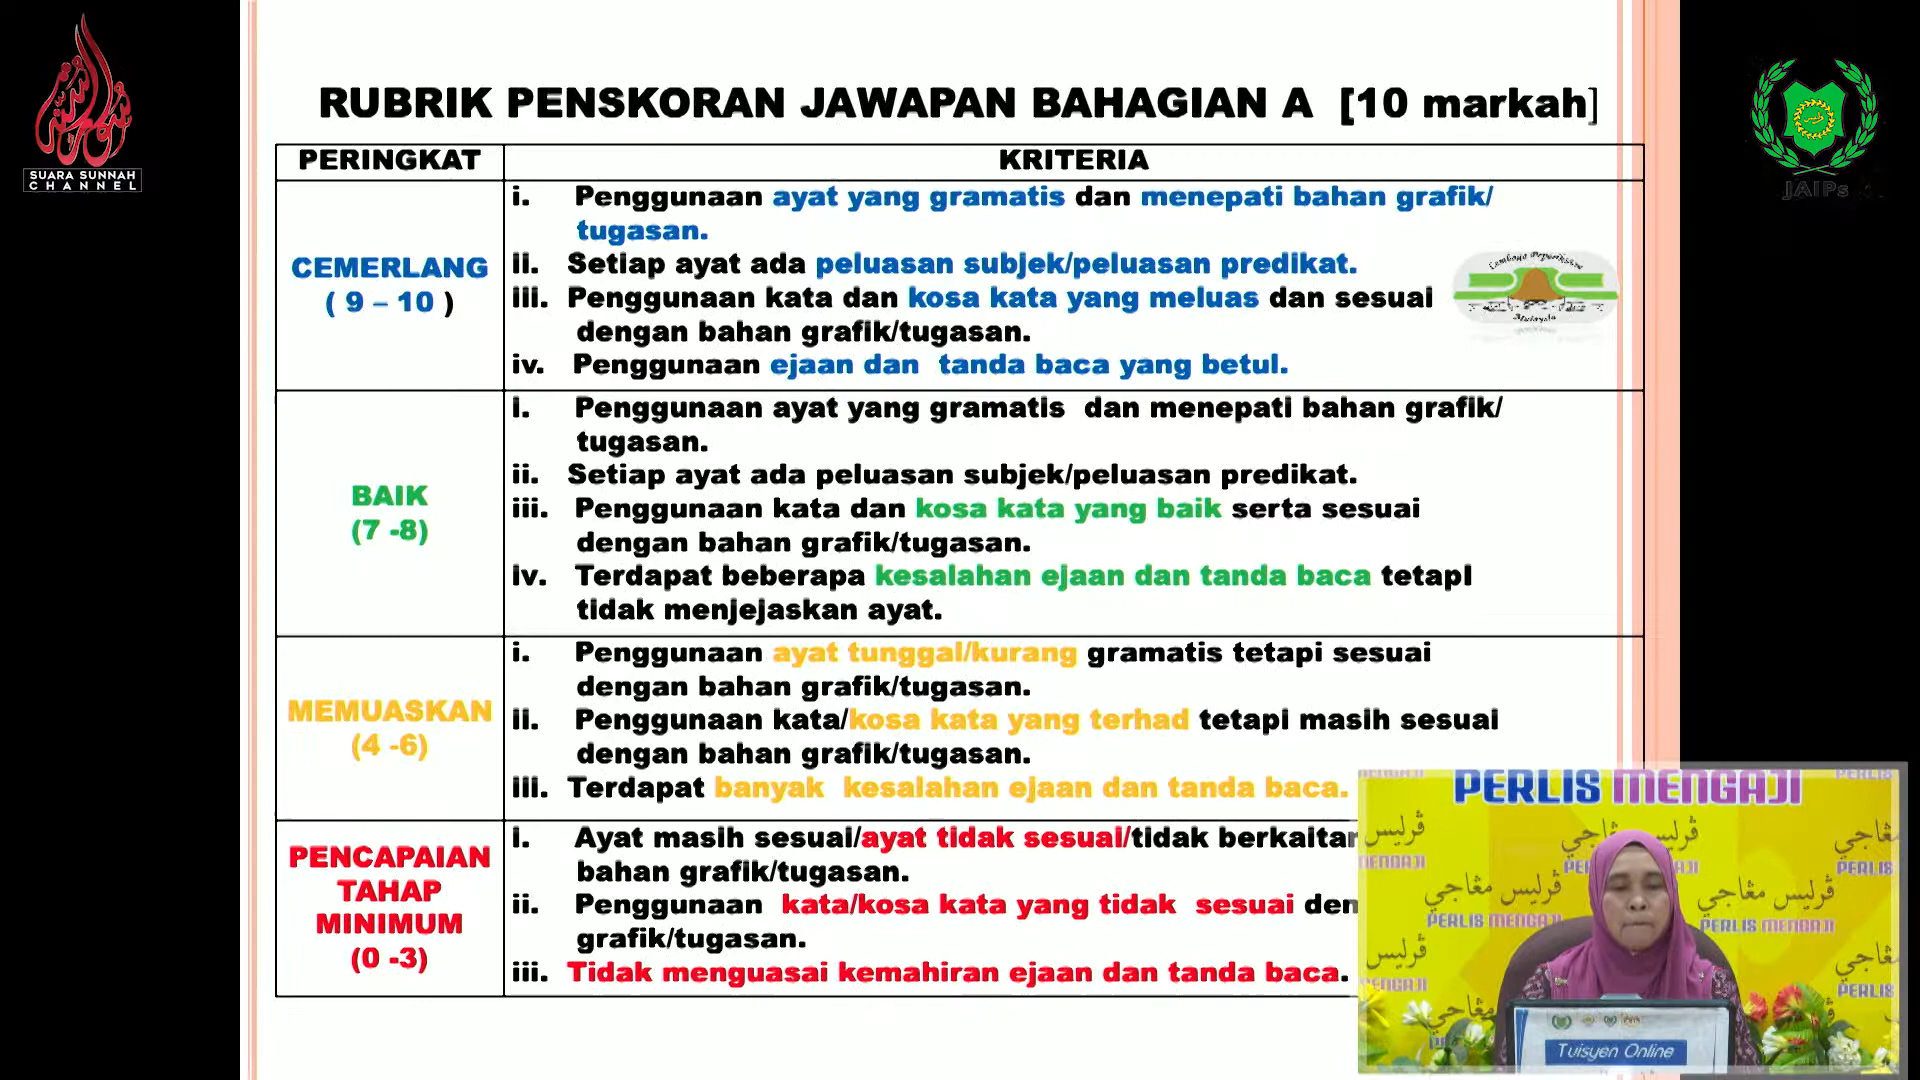 SUARA SUNNAH
CHANNEL
JAIPs
RUBRIK PENSKORAN JAWAPAN BAHAGIAN A [10 markah]
PERINGKAT
KRITERIA
CEMERLANG
( 9 – 10 )
i. Penggunaan ayat yang gramatis dan menepati bahan grafik/
tugasan.
ii. Setiap ayat ada peluasan subjek/peluasan predikat.
iii. Penggunaan kata dan kosa kata yang meluas dan sesuai
dengan bahan grafik/tugasan.
iv. Penggunaan ejaan dan tanda baca yang betul.
Lembaga Peperiksaan
Malaysia
BAIK
(7 -8)
i. Penggunaan ayat yang gramatis dan menepati bahan grafik/
tugasan.
ii. Setiap ayat ada peluasan subjek/peluasan predikat.
iii. Penggunaan kata dan kosa kata yang baik serta sesuai
dengan bahan grafik/tugasan.
iv. Terdapat beberapa kesalahan ejaan dan tanda baca tetapi
tidak menjejaskan ayat.
MEMUASKAN
(4 -6)
i. Penggunaan ayat tunggal/kurang gramatis tetapi sesuai
dengan bahan grafik/tugasan.
ii. Penggunaan kata/kosa kata yang terhad tetapi masih sesuai
dengan bahan grafik/tugasan.
iii. Terdapat banyak kesalahan ejaan dan tanda baca.
PENCAPAIAN
TAHAP
MINIMUM
(0 -3)
i. Ayat masih sesuai/ayat tidak sesuai/tidak berkaitan
bahan grafik/tugasan.
ii. Penggunaan kata/kosa kata yang tidak sesuai den
grafik/tugasan.
iii. Tidak menguasai kemahiran ejaan dan tanda baca.
PERLIS MENGAJI
ڤرليس مڠاجي
PERLIS MENGAJI
ڤرليس مڠاجي
PERLIS MENGAJI
Tuisyen Online